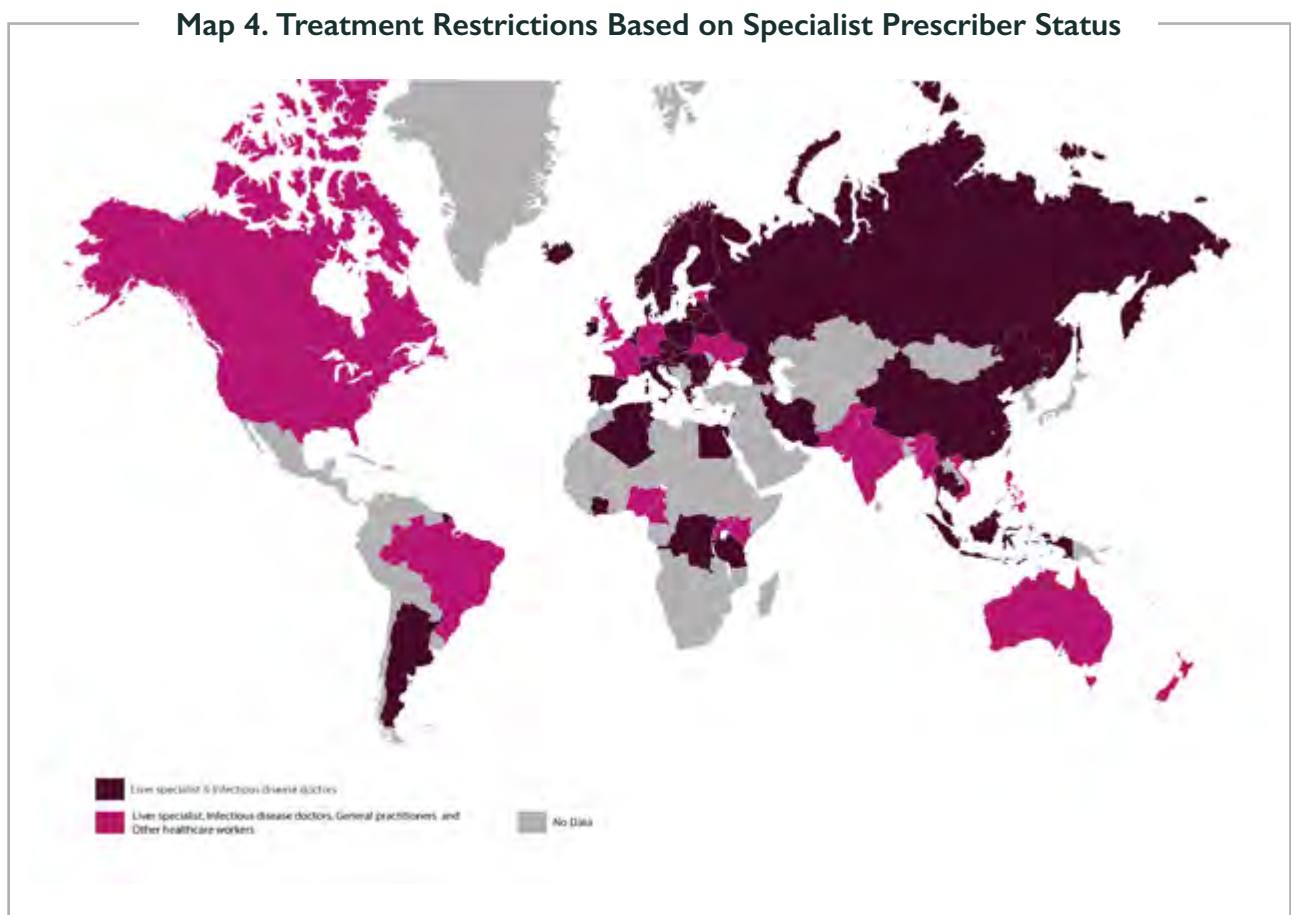 Map 4. Treatment Restrictions Based on Specialist Prescriber Status
Liver specialist & Infectious disease doctors
Liver specialist, Infectious disease doctors, General practitioners, and
Other healthcare workers
No Data